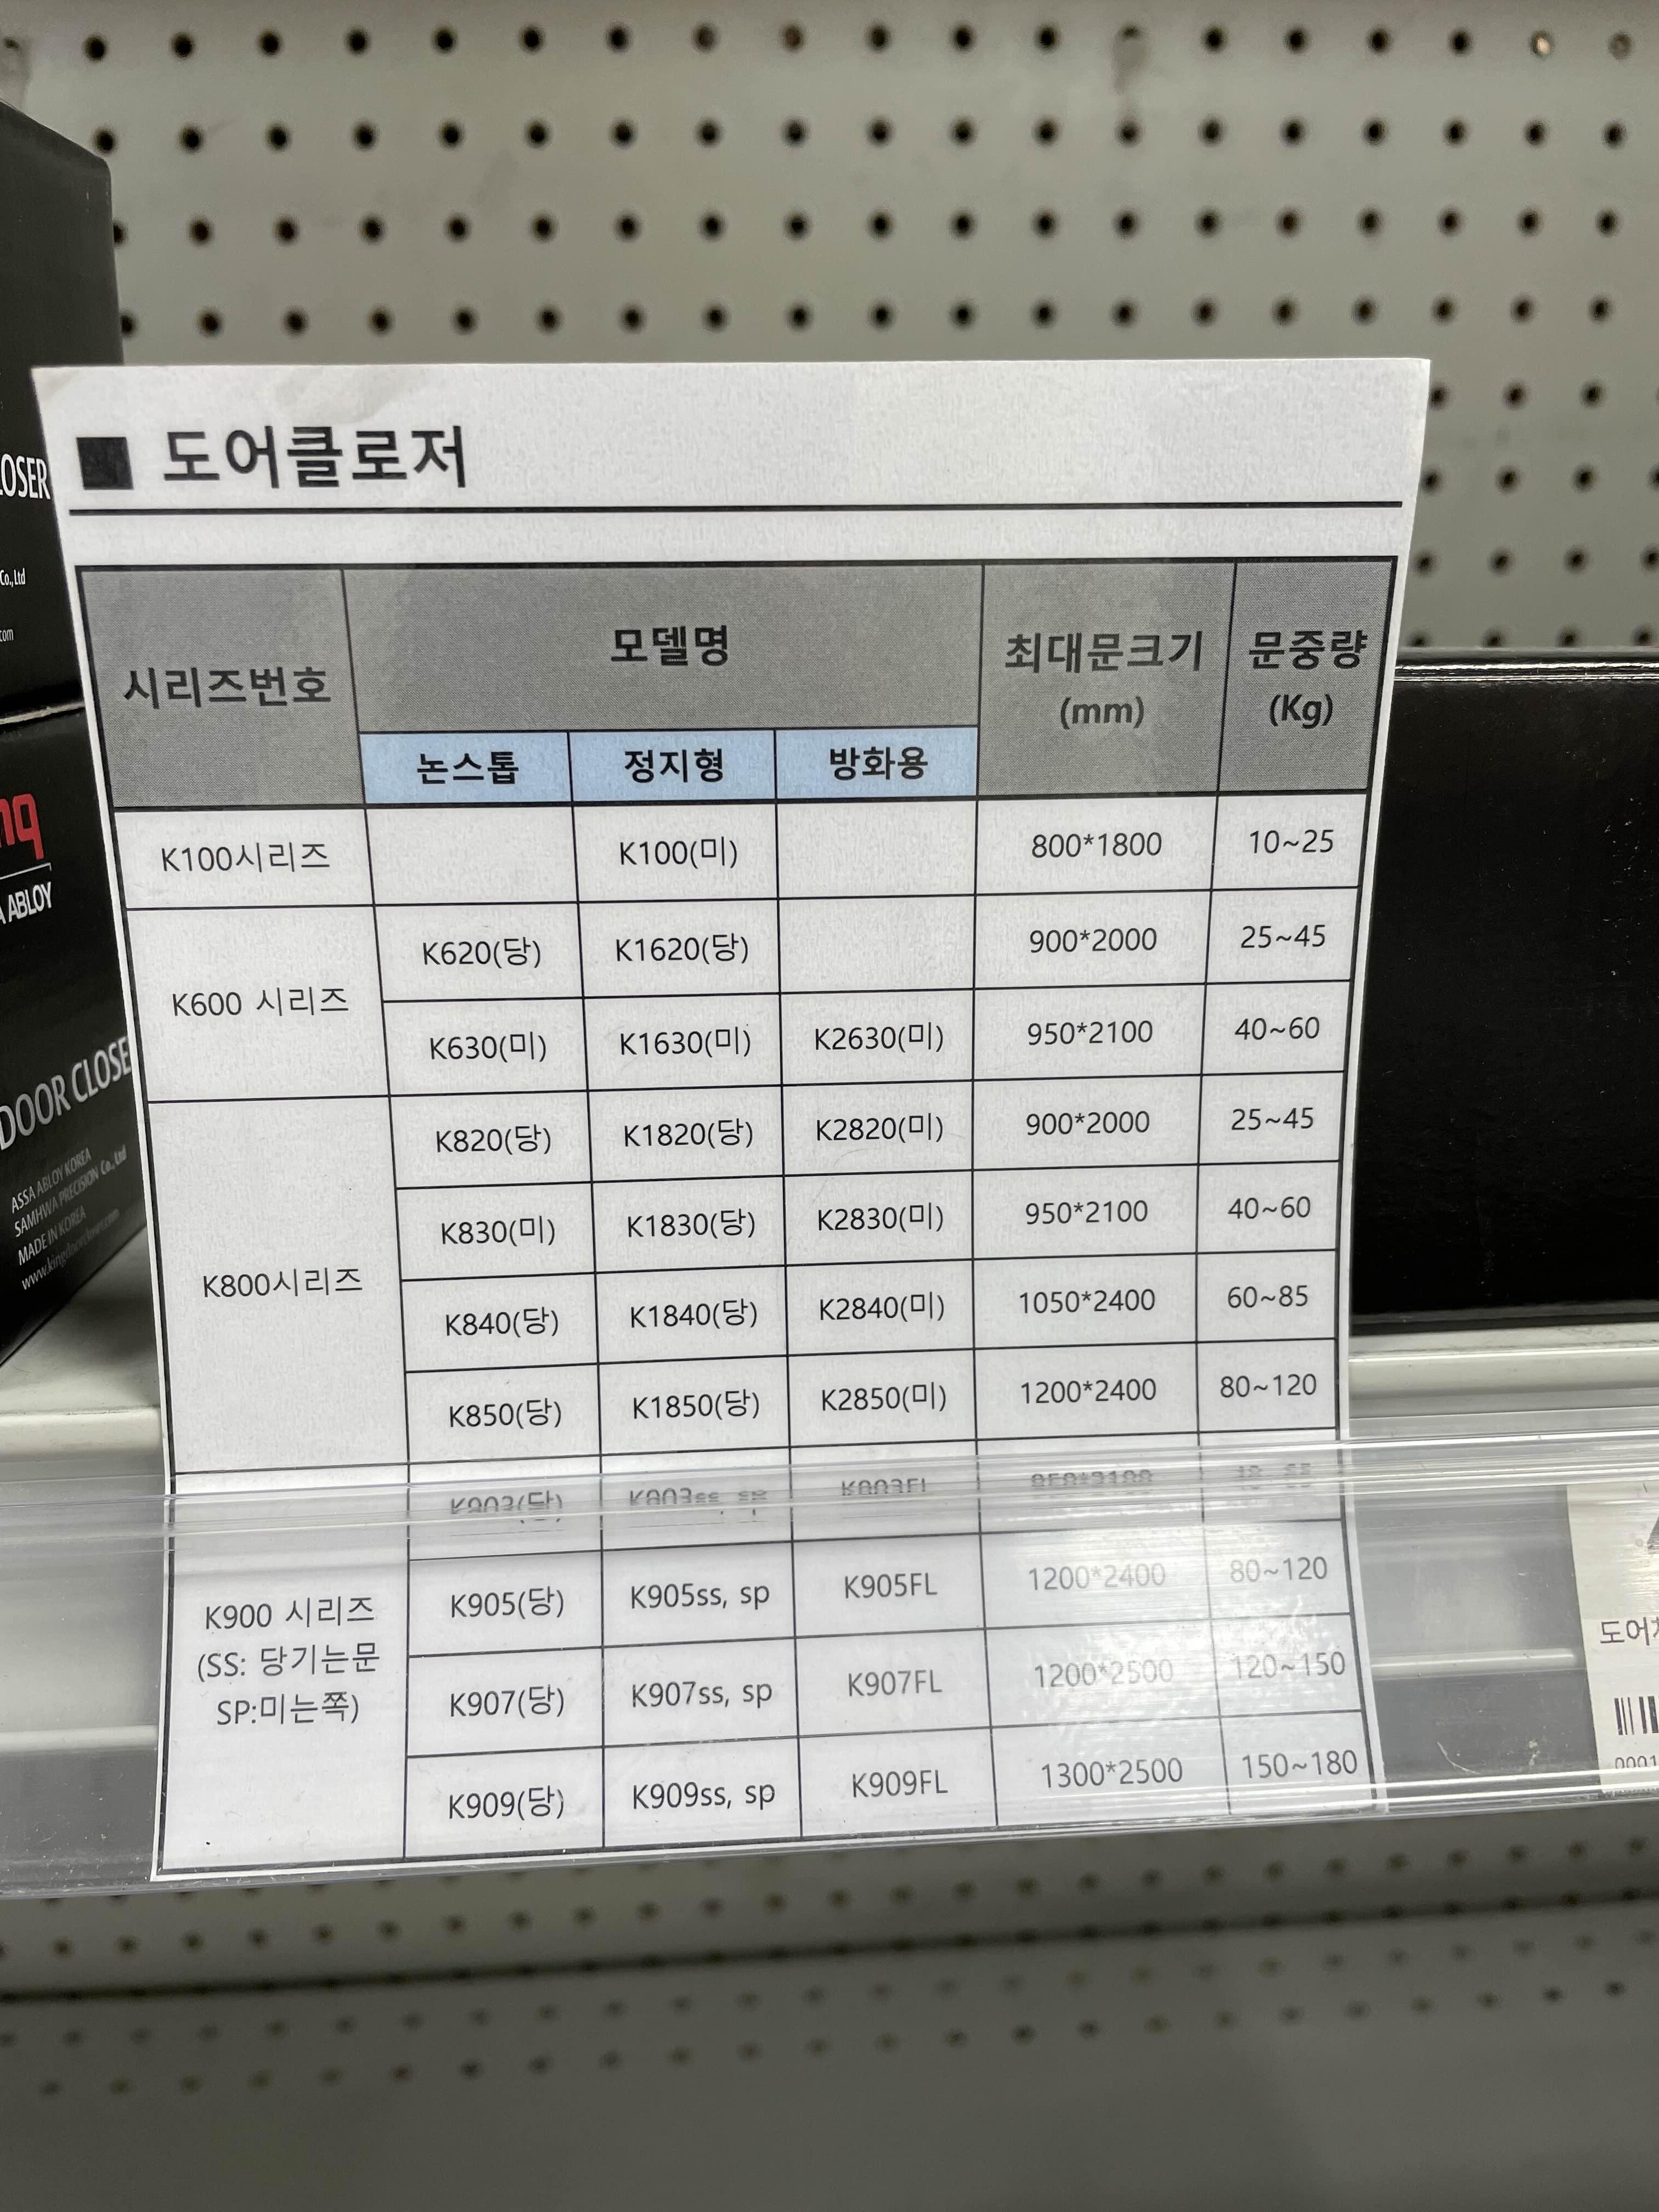 ■ 도어클로저
시리즈번호 모델명 최대문크기 (mm) 문중량 (Kg)
논스톱 정지형 방화용
K100시리즈 K100(미) 800*1800 10~25
K600 시리즈
K620(당) K1620(당) 900*2000 25~45
K630(미) K1630(미) K2630(미) 950*2100 40~60
K800시리즈
K820(당) K1820(당) K2820(미) 900*2000 25~45
K830(미) K1830(당) K2830(미) 950*2100 40~60
K840(당) K1840(당) K2840(미) 1050*2400 60~85
K850(당) K1850(당) K2850(미) 1200*2400 80~120
K900 시리즈
(SS: 당기는문
SP:미는쪽)
K903(당) K903ss, sp K903FL
K905(당) K905ss, sp K905FL 1200*2400 80~120
K907(당) K907ss, sp K907FL 1200*2500 120~150
K909(당) K909ss, sp K909FL 1300*2500 150~180
Co., Ltd
ABLOY
DOOR CLOSE
ASSA ABLOY KOREA
SAMHWA PRECISION Co., Ltd
MADE IN KOREA
도어
0001